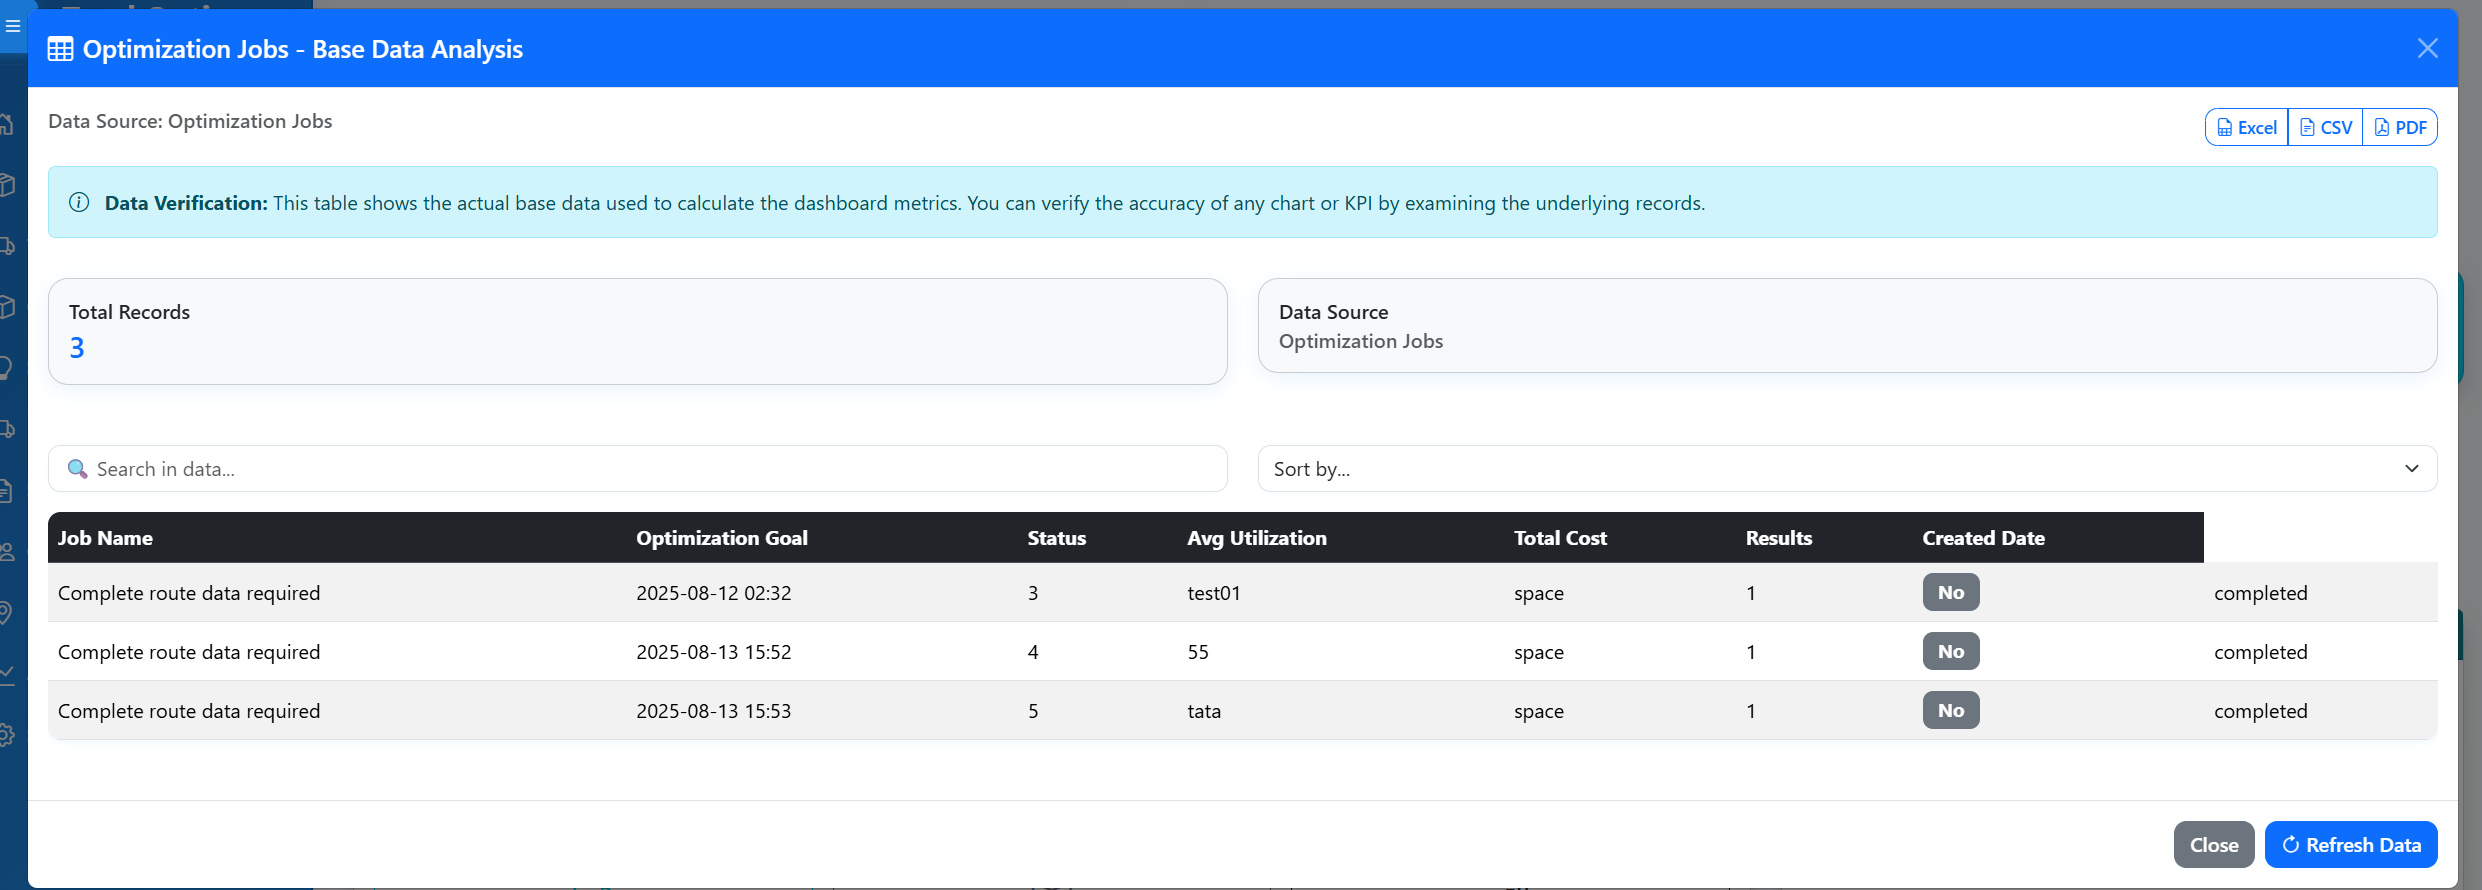 Optimization Jobs - Base Data Analysis
Data Source: Optimization Jobs
Excel CSV PDF
Data Verification: This table shows the actual base data used to calculate the dashboard metrics. You can verify the accuracy of any chart or KPI by examining the underlying records.
Total Records
3
Data Source
Optimization Jobs
Search in data...
Sort by...
Job Name Optimization Goal Status Avg Utilization Total Cost Results Created Date
Complete route data required 2025-08-12 02:32 3 test01 space 1 No completed
Complete route data required 2025-08-13 15:52 4 55 space 1 No completed
Complete route data required 2025-08-13 15:53 5 tata space 1 No completed
Close Refresh Data